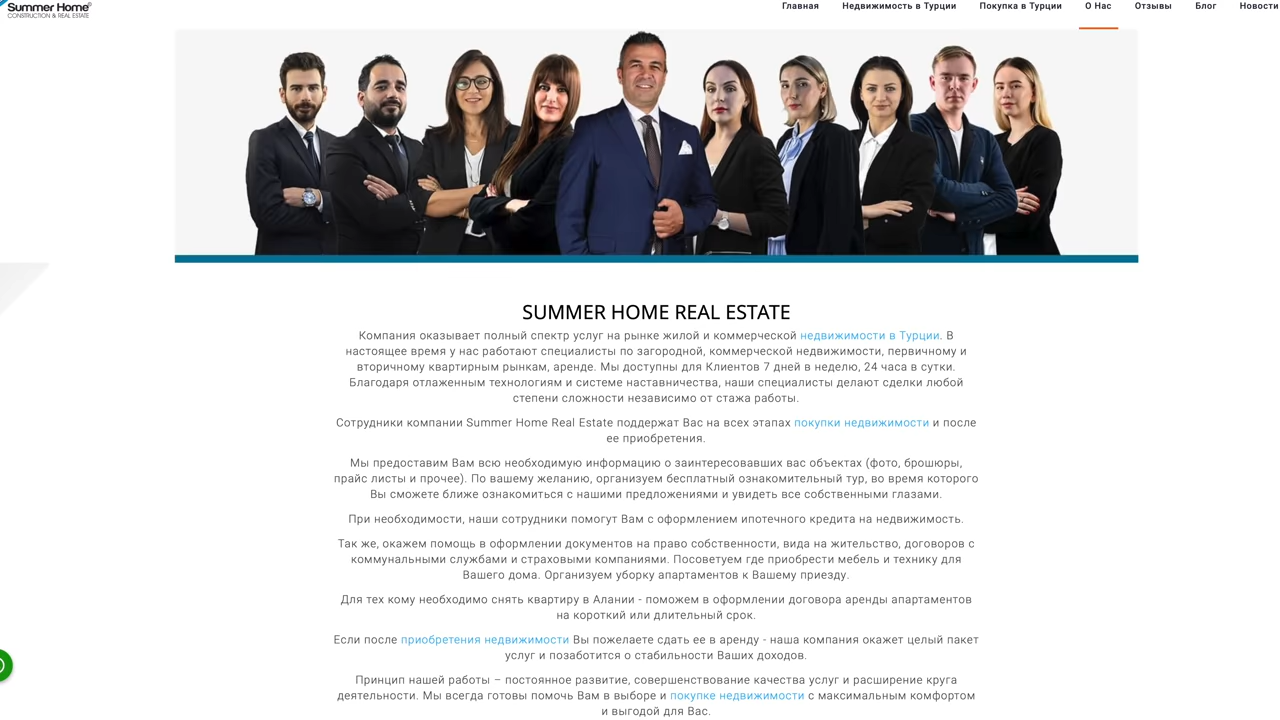 Summer Home®
CONSTRUCTION & REAL ESTATE
Главная Недвижимость в Турции Покупка в Турции О Нас Отзывы Блог Новости
SUMMER HOME REAL ESTATE
Компания оказывает полный спектр услуг на рынке жилой и коммерческой недвижимости в Турции. В
настоящее время у нас работают специалисты по загородной, коммерческой недвижимости, первичному и
вторичному квартирным рынкам, аренде. Мы доступны для Клиентов 7 дней в неделю, 24 часа в сутки.
Благодаря отлаженным технологиям и системе наставничества, наши специалисты делают сделки любой
степени сложности независимо от стажа работы.
Сотрудники компании Summer Home Real Estate поддержат Вас на всех этапах покупки недвижимости и после
ее приобретения.
Мы предоставим Вам всю необходимую информацию о заинтересовавших вас объектах (фото, брошюры,
прайс листы и прочее). По вашему желанию, организуем бесплатный ознакомительный тур, во время которого
Вы сможете ближе ознакомиться с нашими предложениями и увидеть все собственными глазами.
При необходимости, наши сотрудники помогут Вам с оформлением ипотечного кредита на недвижимость.
Так же, окажем помощь в оформлении документов на право собственности, вида на жительство, договоров с
коммунальными службами и страховыми компаниями. Посоветуем где приобрести мебель и технику для
Вашего дома. Организуем уборку апартаментов к Вашему приезду.
Для тех кому необходимо снять квартиру в Алании - поможем в оформлении договора аренды апартаментов
на короткий или длительный срок.
Если после приобретения недвижимости Вы пожелаете сдать ее в аренду - наша компания окажет целый пакет
услуг и позаботится о стабильности Ваших доходов.
Принцип нашей работы – постоянное развитие, совершенствование качества услуг и расширение круга
деятельности. Мы всегда готовы помочь Вам в выборе и покупке недвижимости с максимальным комфортом
и выгодой для Вас.